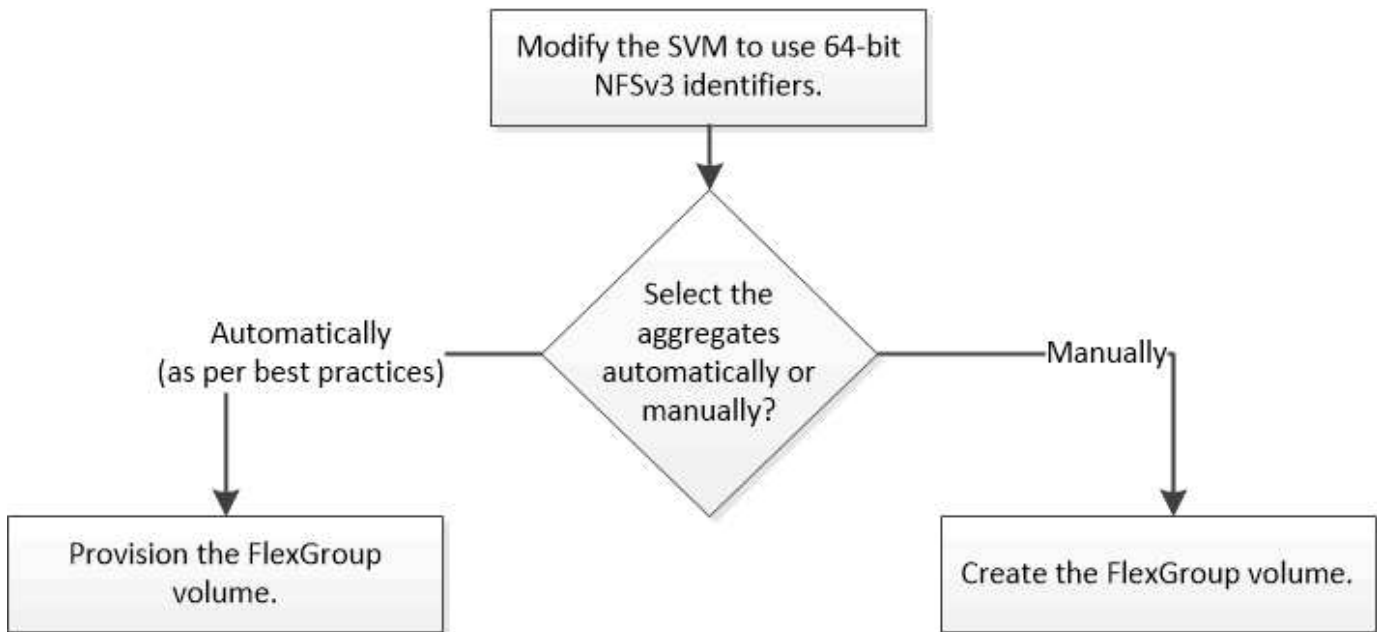 Modify the SVM to use 64-bit
NFSv3 identifiers.
Select the
aggregates
automatically or
manually?
Automatically
(as per best practices)
Manually
Provision the FlexGroup
volume.
Create the FlexGroup volume.